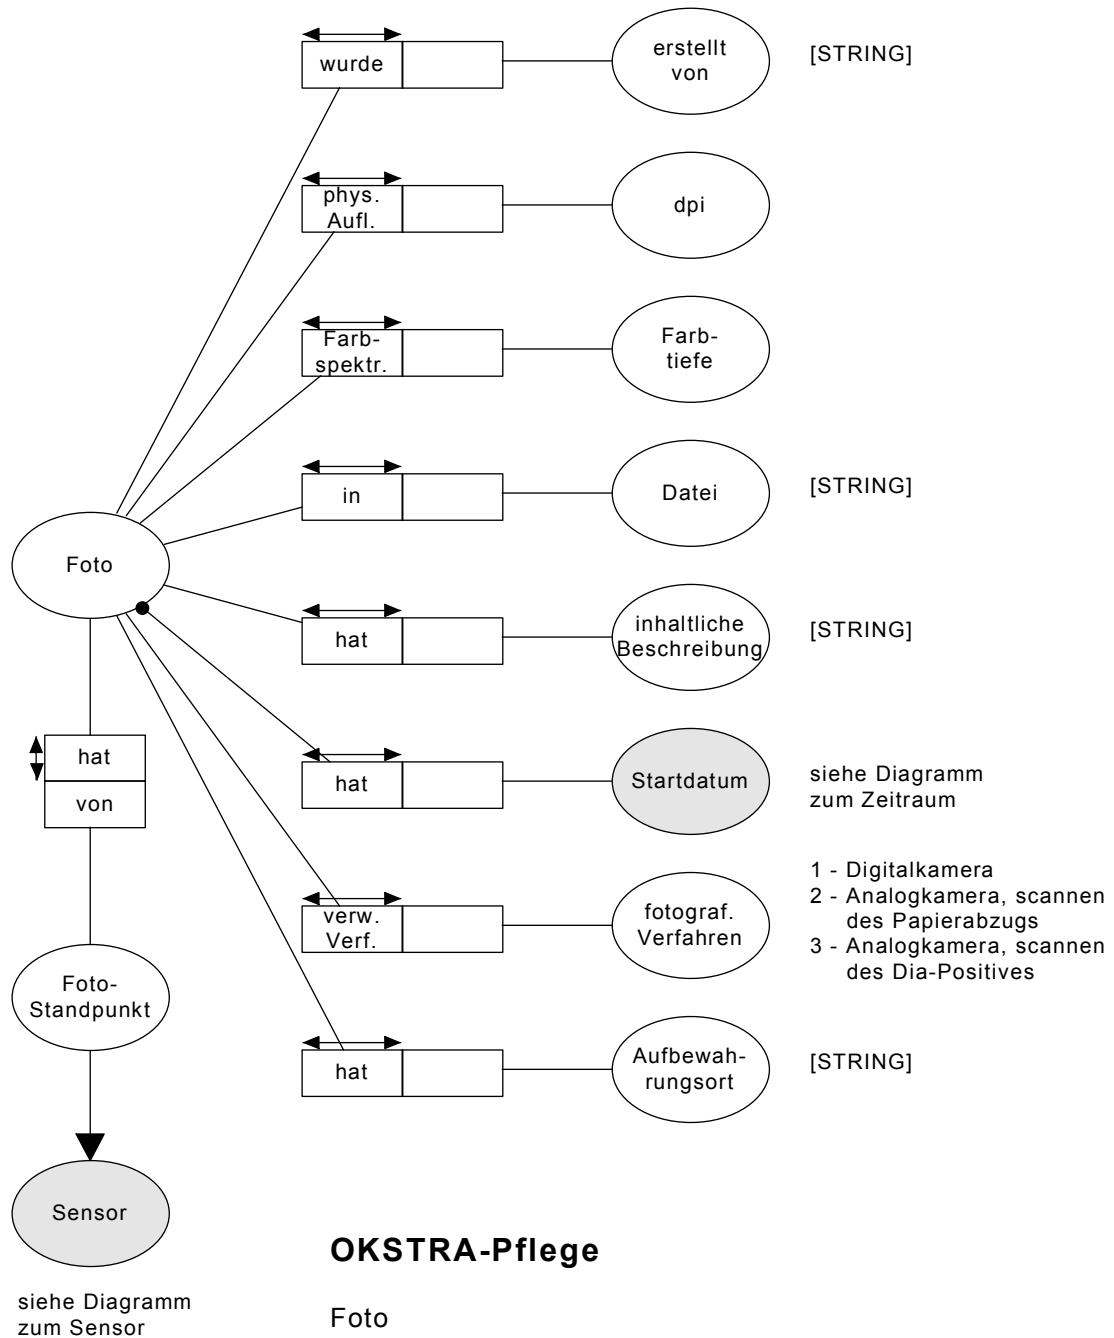 wurde
erstellt
von
[STRING]
phys.
Aufl.
dpi
Farb-
spektr.
Farb-
tiefe
in
Datei
[STRING]
Foto
hat
inhaltliche
Beschreibung
[STRING]
hat
von
hat
Startdatum
siehe Diagramm
zum Zeitraum
verw.
Verf.
fotograf.
Verfahren
1 - Digitalkamera
2 - Analogkamera, scannen
des Papierabzugs
3 - Analogkamera, scannen
des Dia-Positives
Foto-
Standpunkt
hat
Aufbewah-
rungsort
[STRING]
Sensor
siehe Diagramm
zum Sensor
OKSTRA-Pflege
Foto